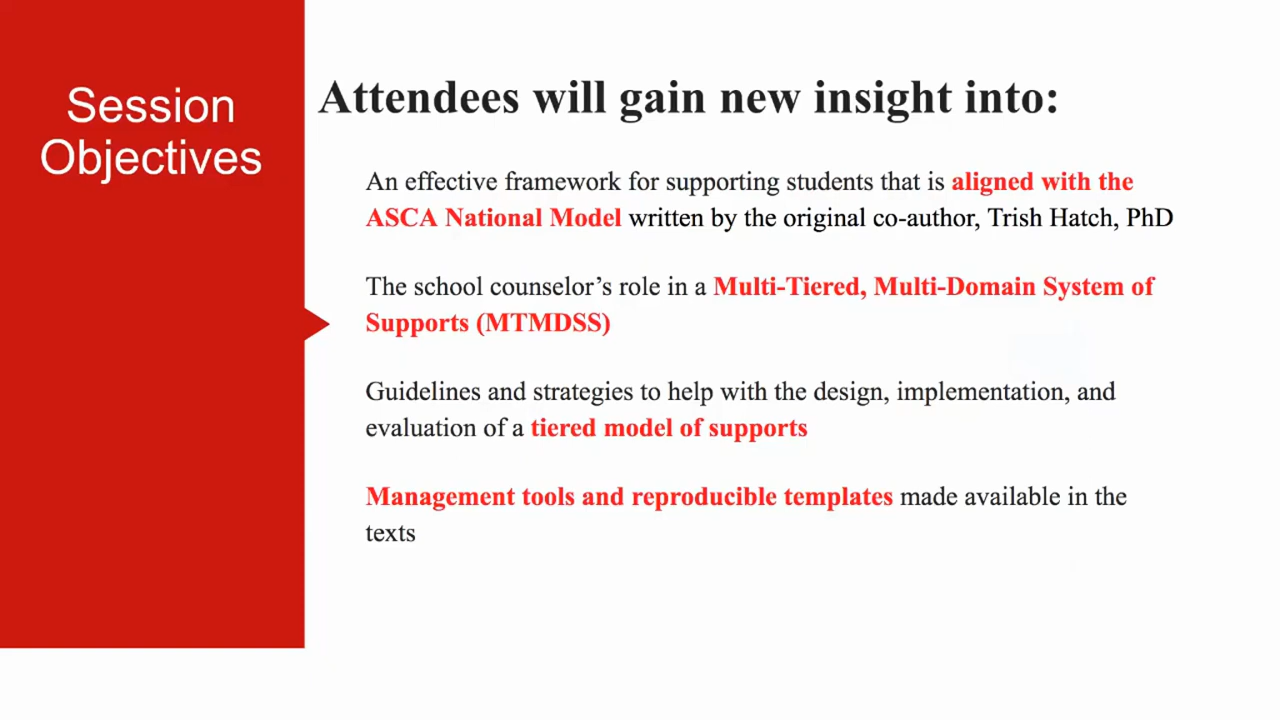 Session
Objectives
Attendees will gain new insight into:
An effective framework for supporting students that is aligned with the
ASCA National Model written by the original co-author, Trish Hatch, PhD
The school counselor’s role in a Multi-Tiered, Multi-Domain System of
Supports (MTMDSS)
Guidelines and strategies to help with the design, implementation, and
evaluation of a tiered model of supports
Management tools and reproducible templates made available in the
texts